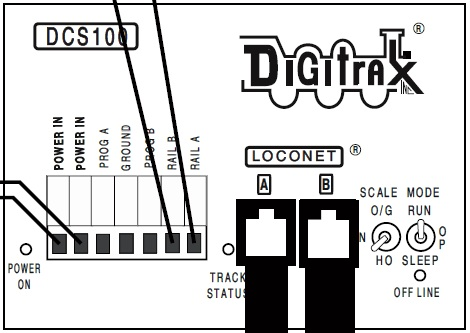 DCS100
DIGITRAX INC. ®
POWER IN
POWER IN
PROG A
GROUND
PROG B
RAIL B
RAIL A
LOCONET ®
A
B
SCALE MODE
O/G RUN
N
O
P
HO SLEEP
POWER
ON
TRACK
STATUS
OFF LINE